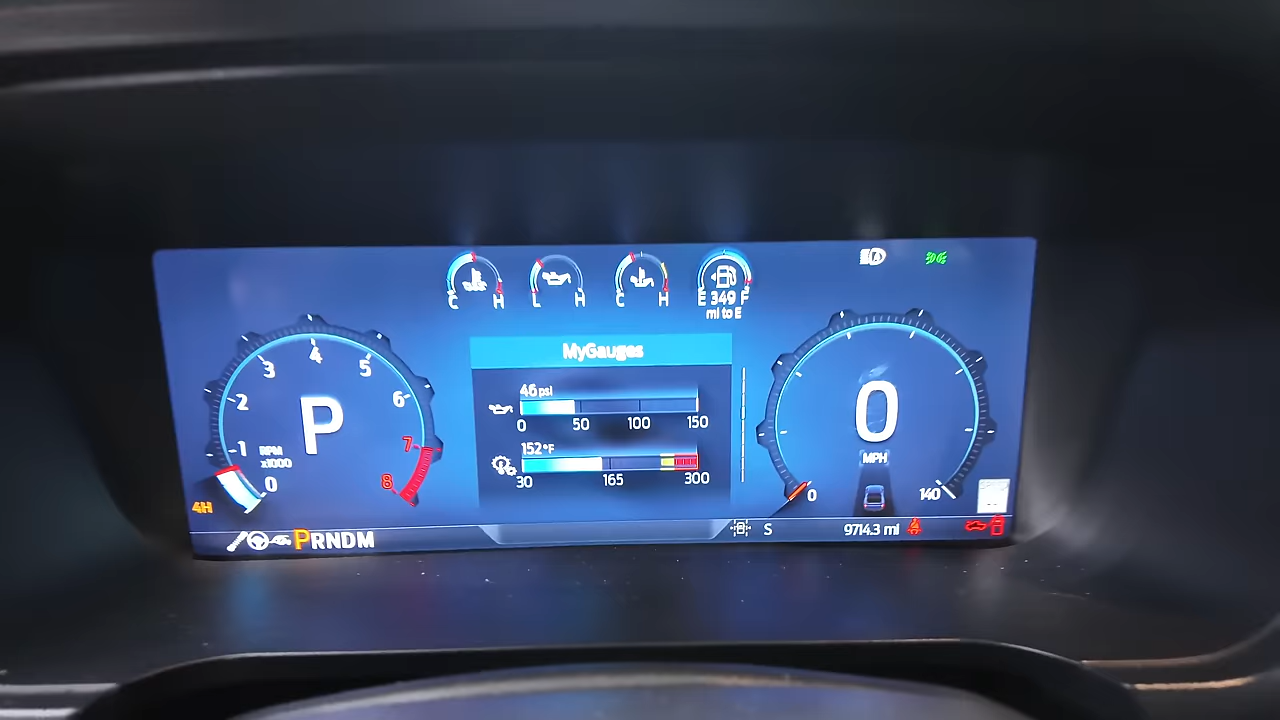 C H
L H
C H
E 349 F
mi to E
MyGauges
46 psi
0 50 100 150
152 °F
30 165 300
0 1 2 3 4 5 6 7 8
RPM
x1000
P
0
MPH
0 140
4H
PRNDM
S
9714.3 mi